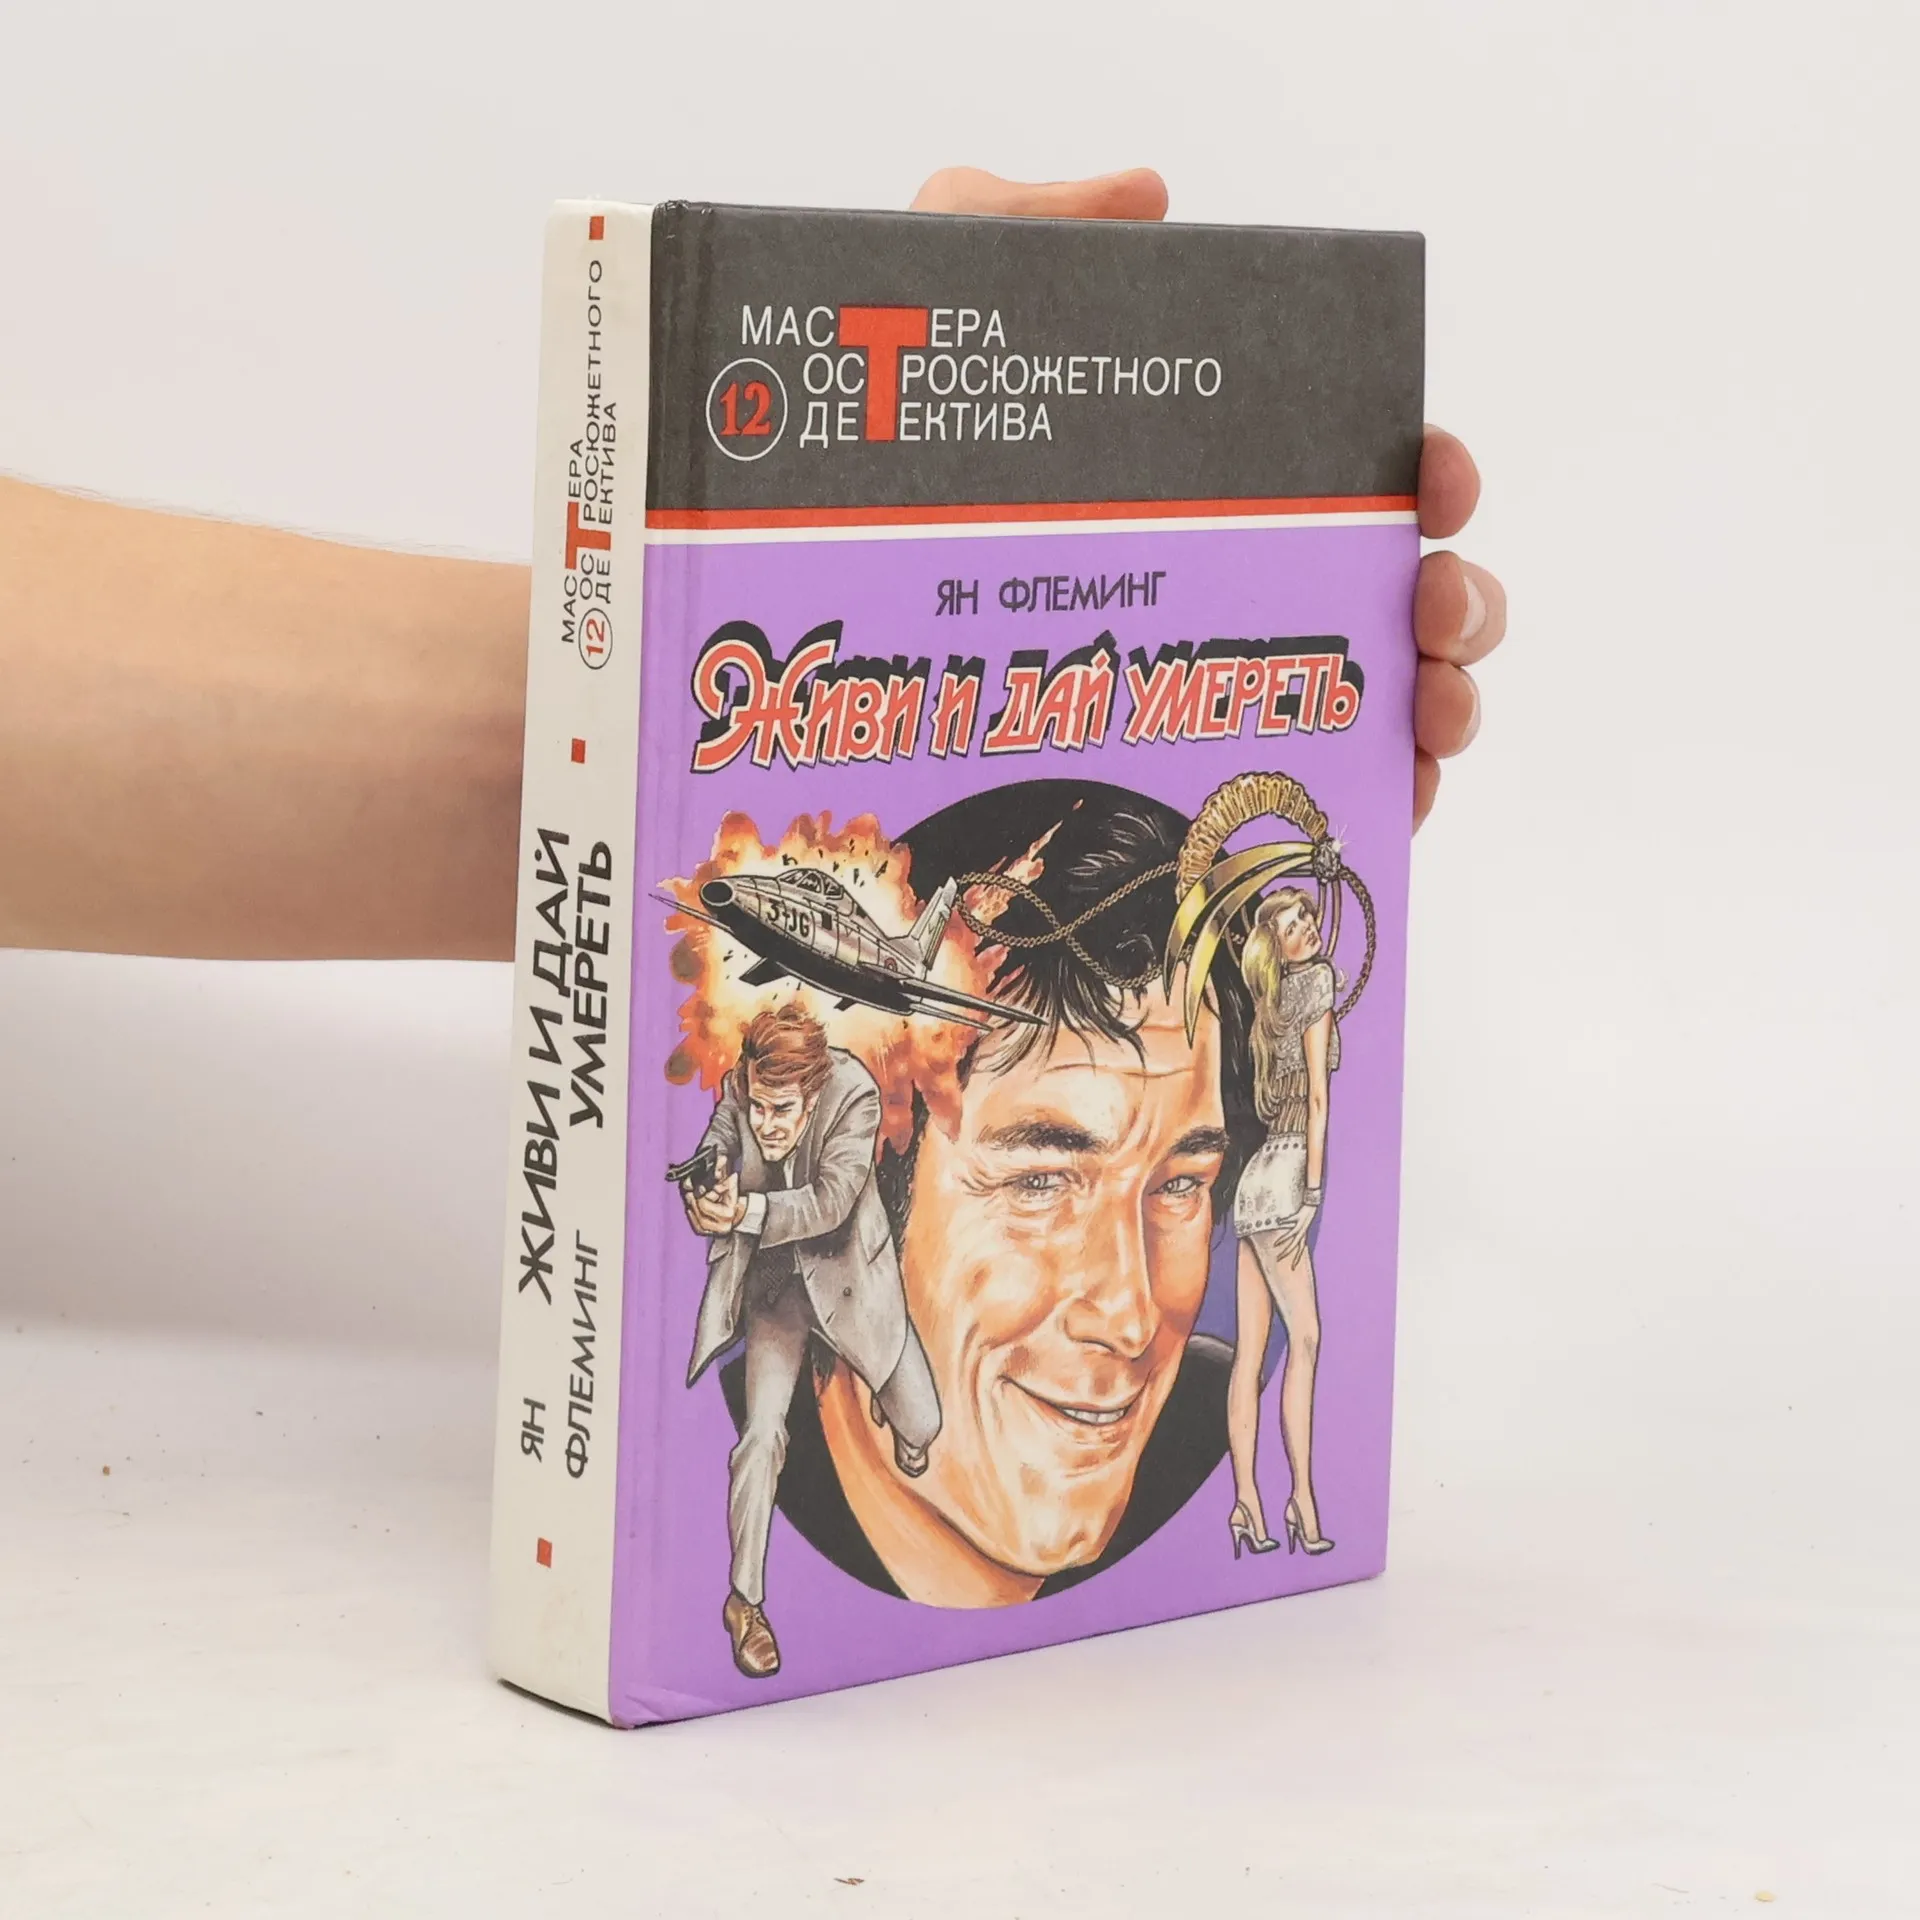 МАСТЕРА
ОСТРОСЮЖЕТНОГО
12 ДЕТЕКТИВА
ЯН ФЛЕМИНГ
ЖИВИ И ДАЙ УМЕРЕТЬ
3-JG
МАСТЕРА
ОСТРОСЮЖЕТНОГО
12 ДЕТЕКТИВА
ЯН
ФЛЕМИНГ
ЖИВИ И ДАЙ
УМЕРЕТЬ